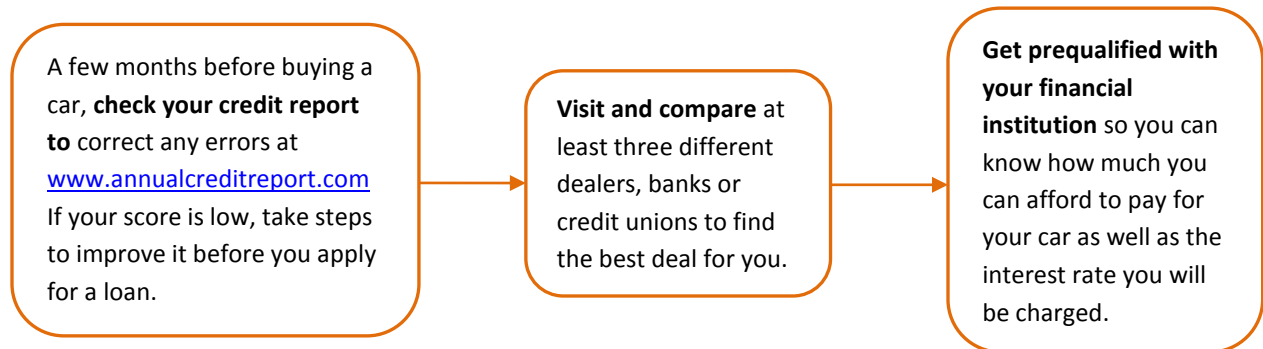 A few months before buying a
car, check your credit report
to correct any errors at
www.annualcreditreport.com
If your score is low, take steps
to improve it before you apply
for a loan.
Visit and compare at
least three different
dealers, banks or
credit unions to find
the best deal for you.
Get prequalified with
your financial
institution so you can
know how much you
can afford to pay for
your car as well as the
interest rate you will
be charged.